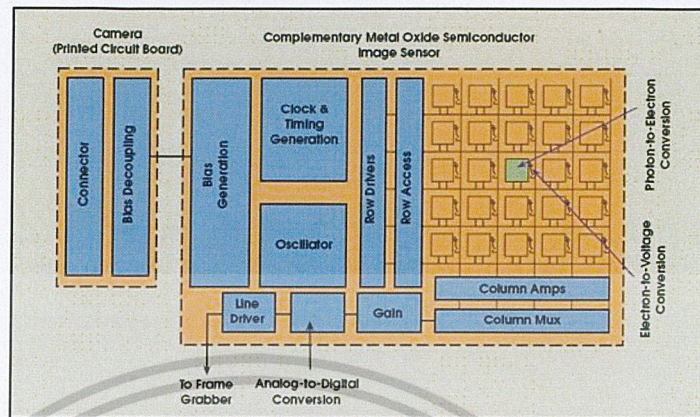 Camera
(Printed Circuit Board)
Complementary Metal Oxide Semiconductor
Image Sensor
Connector
Bias Decoupling
Bias
Generation
Clock &
Timing
Generation
Oscillator
Row Drivers
Row Access
Photon-to-Electron
Conversion
Electron-to-Voltage
Conversion
Column Amps
Column Mux
Line
Driver
Gain
To Frame
Grabber
Analog-to-Digital
Conversion